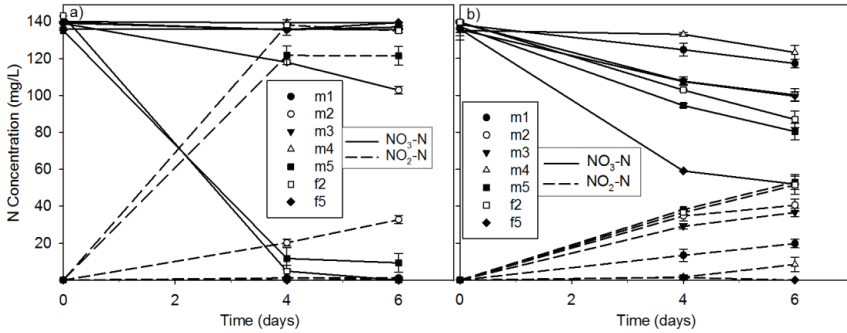 a)
N Concentration (mg/L)
140
120
100
80
60
40
20
0
2
4
6
Time (days)
m1
m2
m3
m4
m5
f2
f5
NO₃-N
NO₂-N
b)
0
2
4
6
Time (days)
m1
m2
m3
m4
m5
f2
f5
NO₃-N
NO₂-N